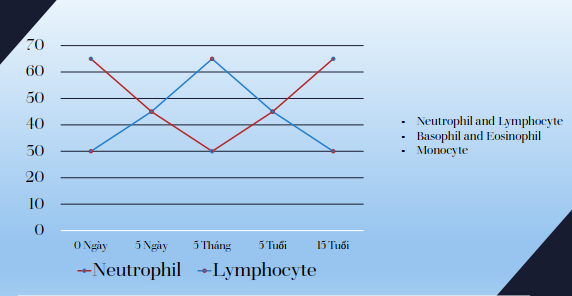 70
60
50
40
30
20
10
0
0 Ngày 5 Ngày 5 Tháng 5 Tuổi 15 Tuổi
Neutrophil Lymphocyte
- Neutrophil and Lymphocyte
- Basophil and Eosinophil
- Monocyte